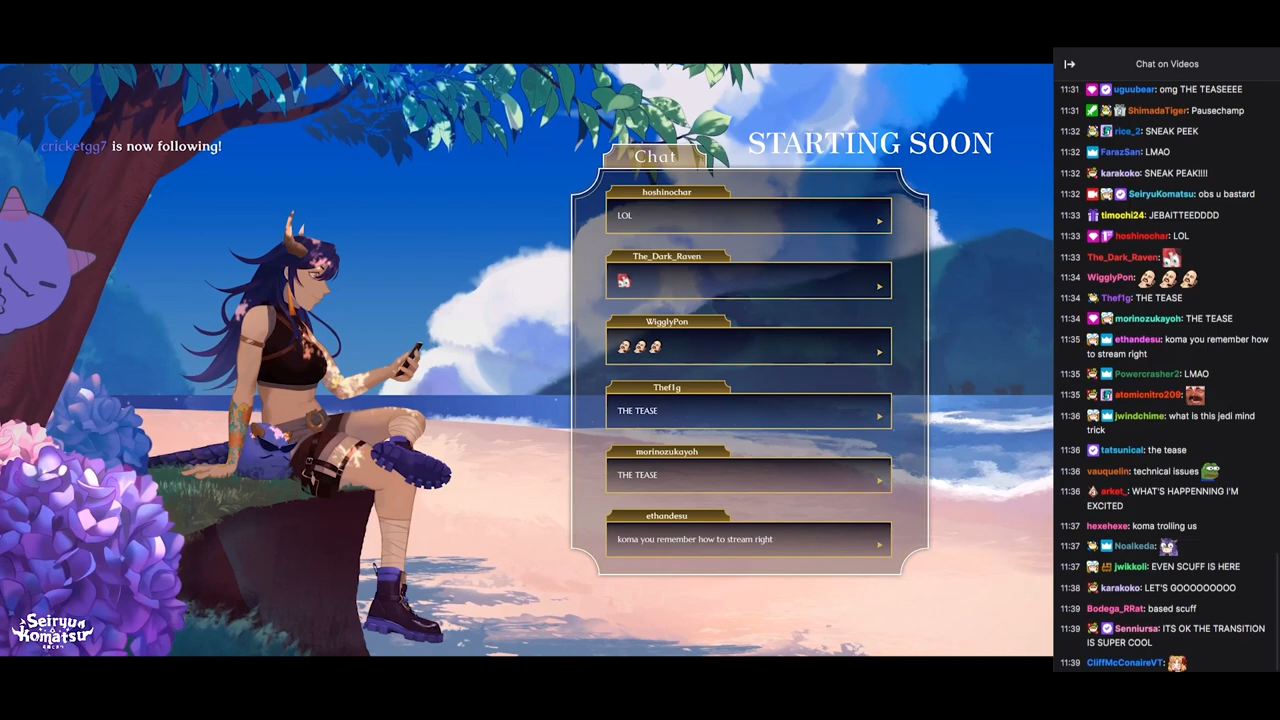 cricketgg7 is now following!
STARTING SOON
Chat
hoshinochar
LOL
The_Dark_Raven
WigglyPon
Thef1g
THE TEASE
morinozukayoh
THE TEASE
ethandesu
koma you remember how to stream right
Seiryu
Komatsu
Chat on Videos
11:31 uguubear: omg THE TEASEEEE
11:31 ShimadaTiger: Pausechamp
11:32 rice_2: SNEAK PEEK
11:32 FarazSan: LMAO
11:32 karakoko: SNEAK PEAK!!!!
11:32 SeiryuKomatsu: obs u bastard
11:33 timochi24: JEBAITTEEDDDD
11:33 hoshinochar: LOL
11:33 The_Dark_Raven:
11:34 WigglyPon:
11:34 Thef1g: THE TEASE
11:34 morinozukayoh: THE TEASE
11:35 ethandesu: koma you remember how
to stream right
11:35 Powercrasher2: LMAO
11:35 atomicnitro209:
11:36 jwindchime: what is this jedi mind
trick
11:36 tatsunical: the tease
11:36 vauquelin: technical issues
11:36 arket_: WHAT'S HAPPENNING I'M
EXCITED
11:37 hexehexe: koma trolling us
11:37 Noalkeda:
11:37 jwikkoli: EVEN SCUFF IS HERE
11:38 karakoko: LET'S GOOOOOOOOO
11:39 Bodega_RRat: based scuff
11:39 Senniursa: ITS OK THE TRANSITION
IS SUPER COOL
11:39 CliffMcConaireVT: